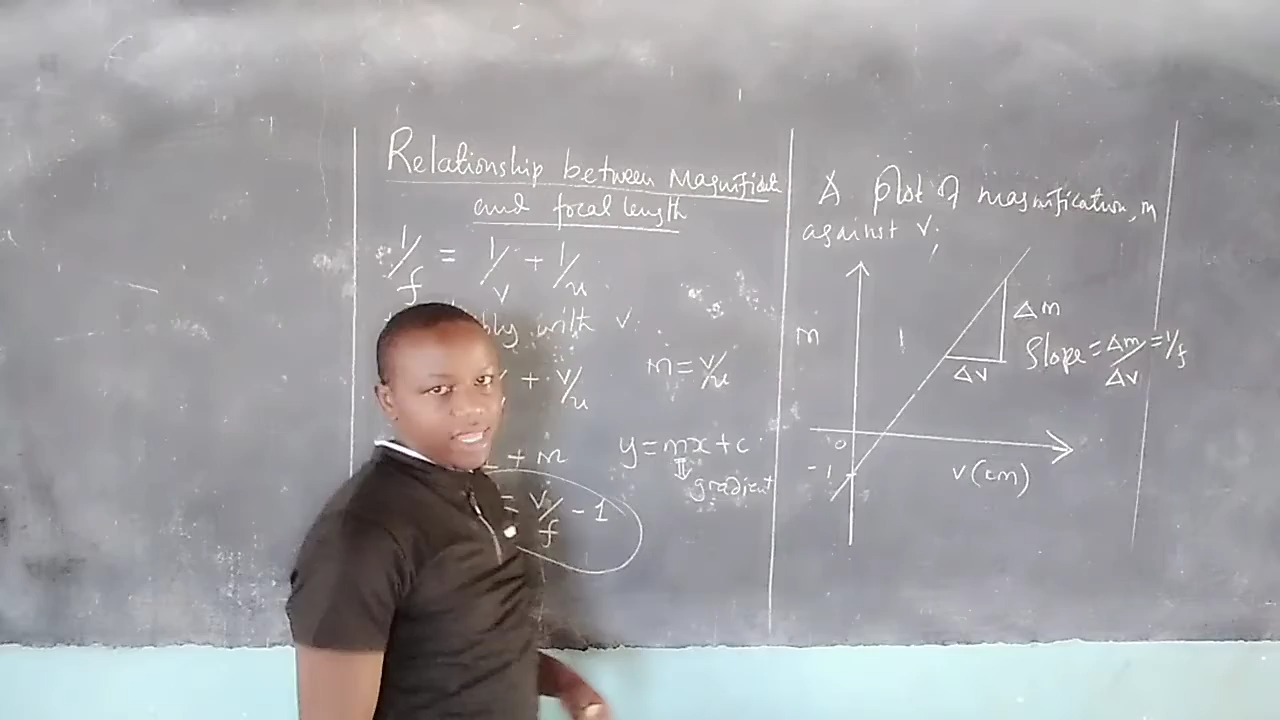 Relationship between Magnificat
and focal length
1/f = 1/v + 1/u
with v
+ v/u
m = v/u
+ m
y = mx + c
gradient
= v/f - 1
A plot of magnification, m
against v;
m
Δm
Δv
Slope = Δm/Δv = 1/f
0
-1
v(cm)